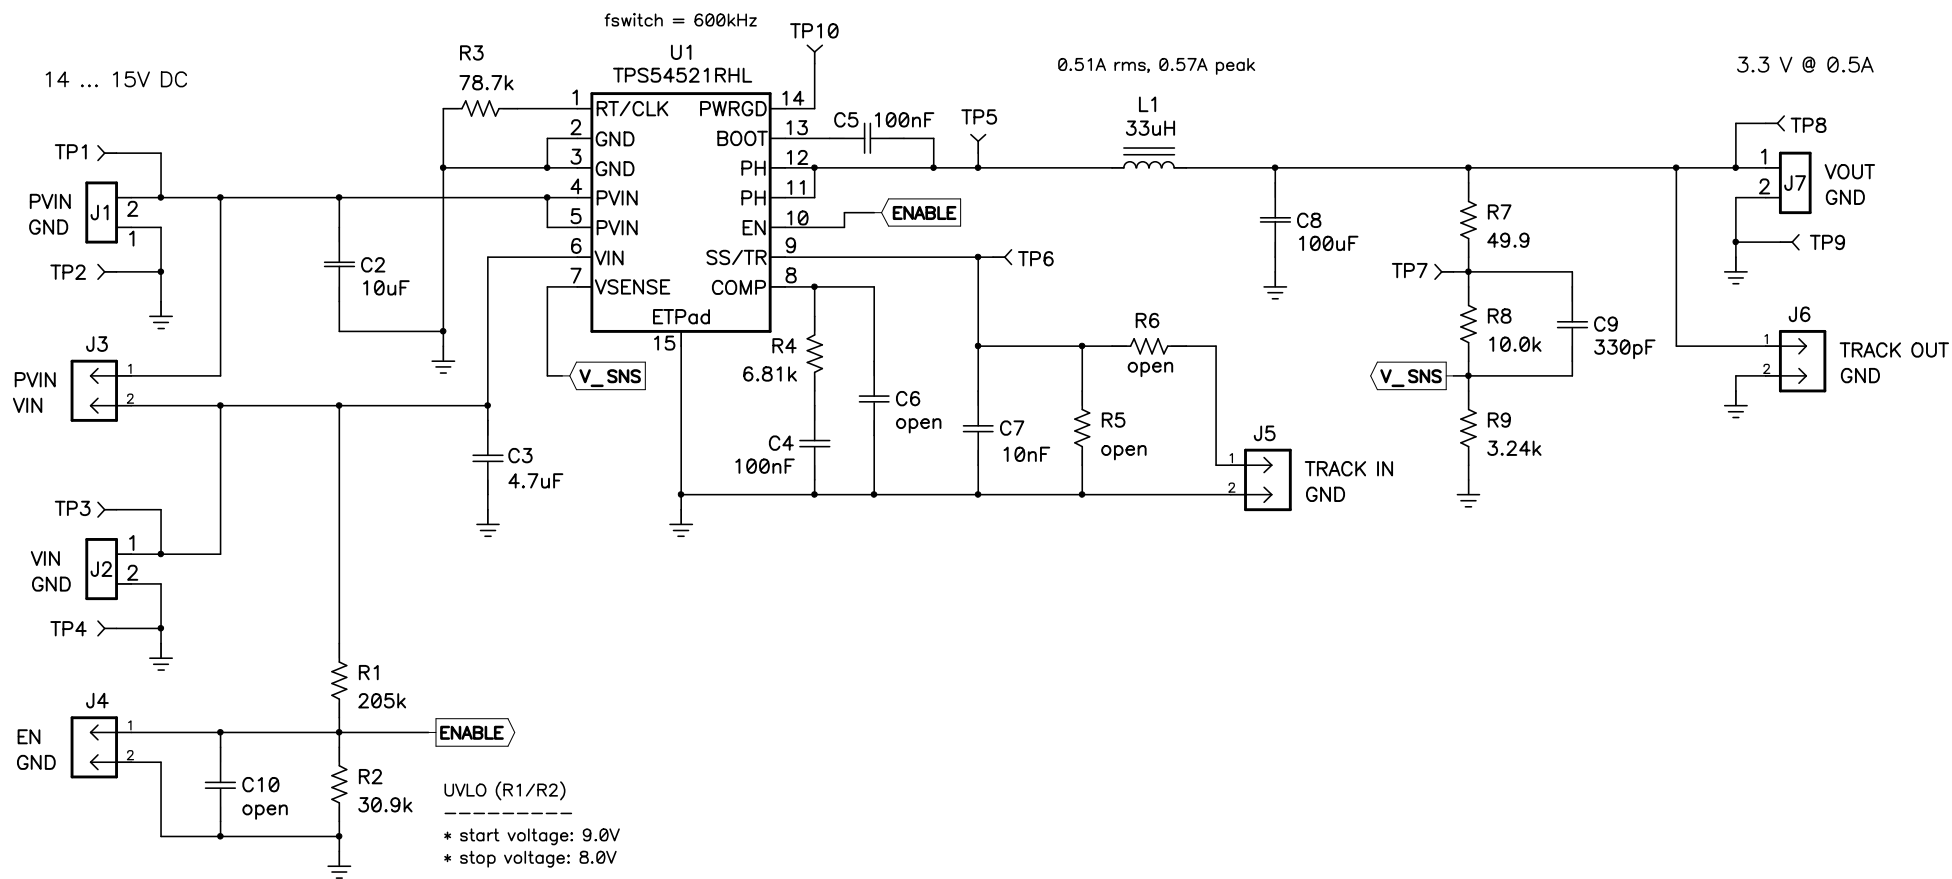 fswitch = 600kHz
14 ... 15V DC
R3
78.7k
U1
TPS54521RHL
TP10
0.51A rms, 0.57A peak
3.3 V @ 0.5A
1 RT/CLK
2 GND
3 GND
4 PVIN
5 PVIN
6 VIN
7 VSENSE
PWRGD 14
BOOT 13
PH 12
PH 11
EN 10
SS/TR 9
COMP 8
ETPad
15
C5 100nF
TP5
L1
33uH
TP8
1
2
J7
VOUT
GND
TP9
TP1
PVIN
GND
J1
2
1
TP2
C2
10uF
ENABLE
TP6
C8
100uF
R7
49.9
TP7
R8
10.0k
C9
330pF
V_SNS
R9
3.24k
J6
1
2
TRACK OUT
GND
J3
PVIN
VIN
1
2
V_SNS
R4
6.81k
C4
100nF
C6
open
C7
10nF
R6
open
R5
open
J5
1
2
TRACK IN
GND
C3
4.7uF
TP3
VIN
GND
J2
1
2
TP4
R1
205k
J4
EN
GND
1
2
ENABLE
C10
open
R2
30.9k
UVLO (R1/R2)
----------
* start voltage: 9.0V
* stop voltage: 8.0V